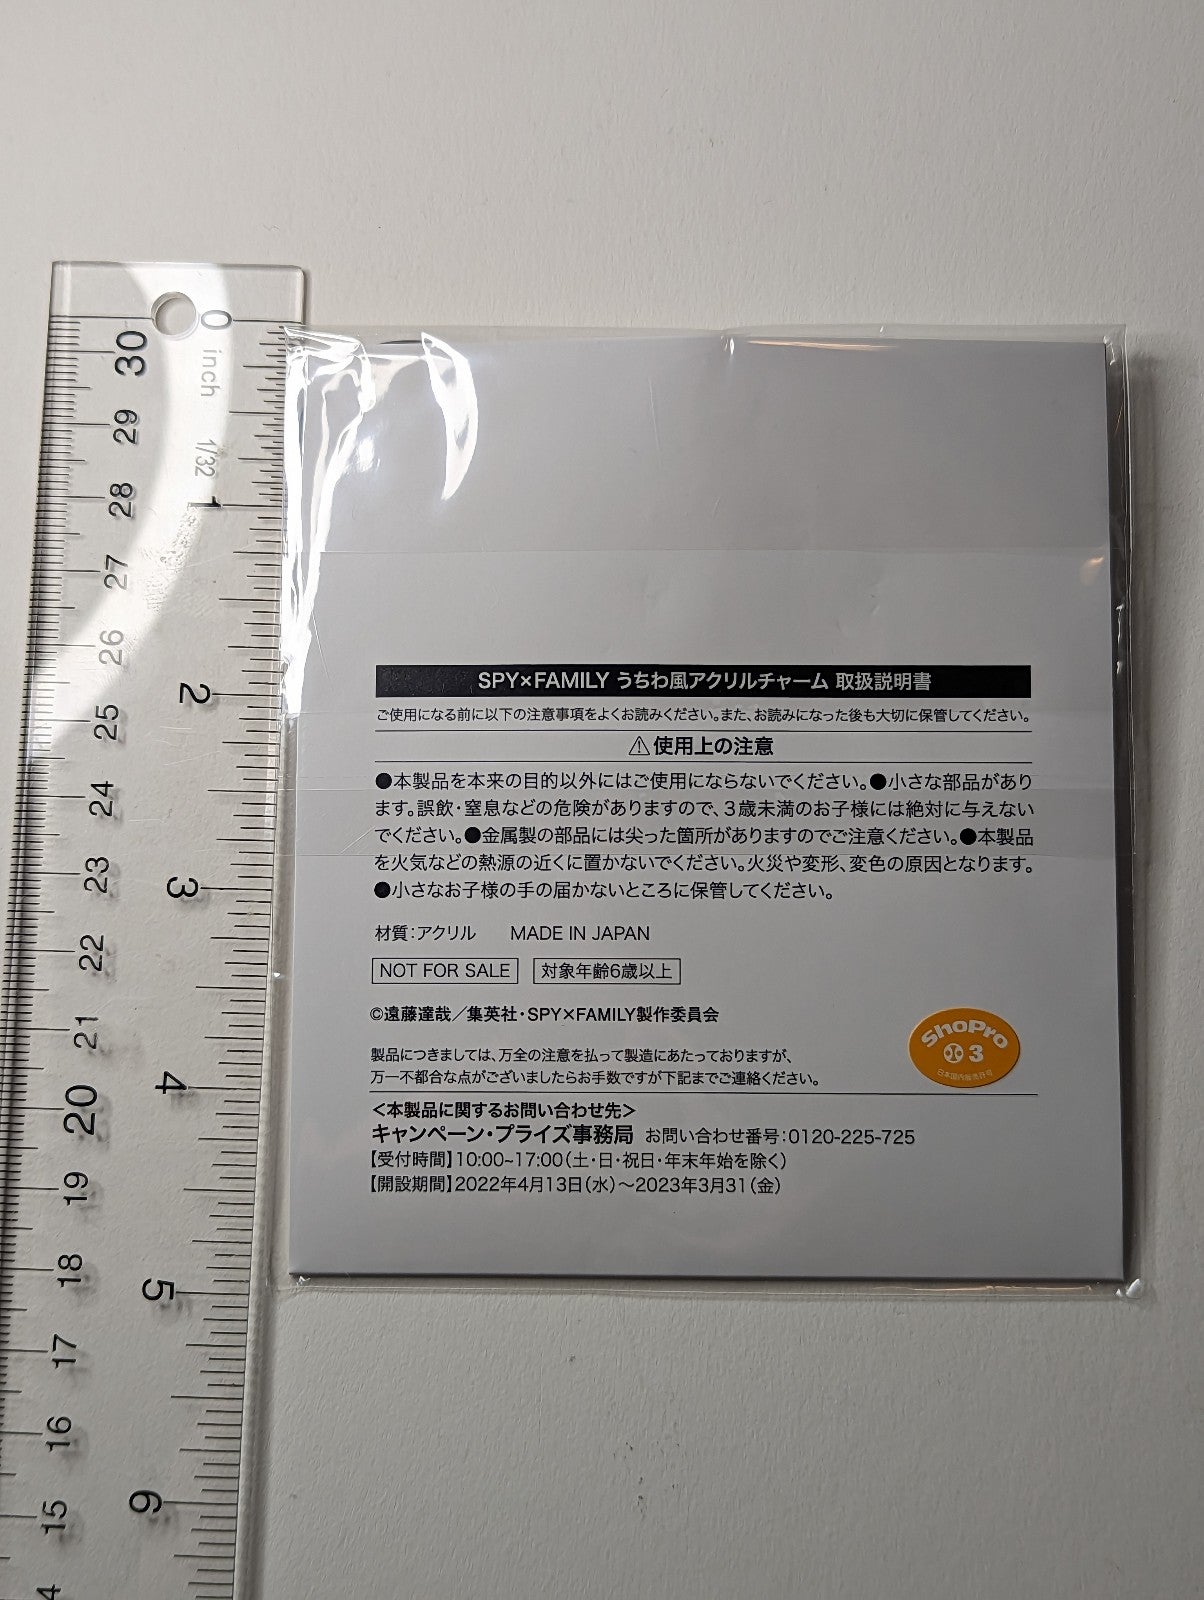 0
inch
1/32
1
2
3
4
5
6
30
29
28
27
26
25
24
23
22
21
20
19
18
17
16
15
4
SPY×FAMILY うちわ風アクリルチャーム 取扱説明書
ご使用になる前に以下の注意事項をよくお読みください。また、お読みになった後も大切に保管してください。
⚠使用上の注意
●本製品を本来の目的以外にはご使用にならないでください。●小さな部品があり
ます。誤飲・窒息などの危険がありますので、3歳未満のお子様には絶対に与えない
でください。●金属製の部品には尖った箇所がありますのでご注意ください。●本製品
を火気などの熱源の近くに置かないでください。火災や変形、変色の原因となります。
●小さなお子様の手の届かないところに保管してください。
材質：アクリル MADE IN JAPAN
NOT FOR SALE 対象年齢6歳以上
©遠藤達哉／集英社・SPY×FAMILY製作委員会
ShoPro
3
日本国内販売許可
製品につきましては、万全の注意を払って製造にあたっておりますが、
万一不都合な点がございましたらお手数ですが下記までご連絡ください。
＜本製品に関するお問い合わせ先＞
キャンペーン・プライズ事務局 お問い合わせ番号：0120-225-725
【受付時間】10:00~17:00（土・日・祝日・年末年始を除く）
【開設期間】2022年4月13日（水）～2023年3月31（金）